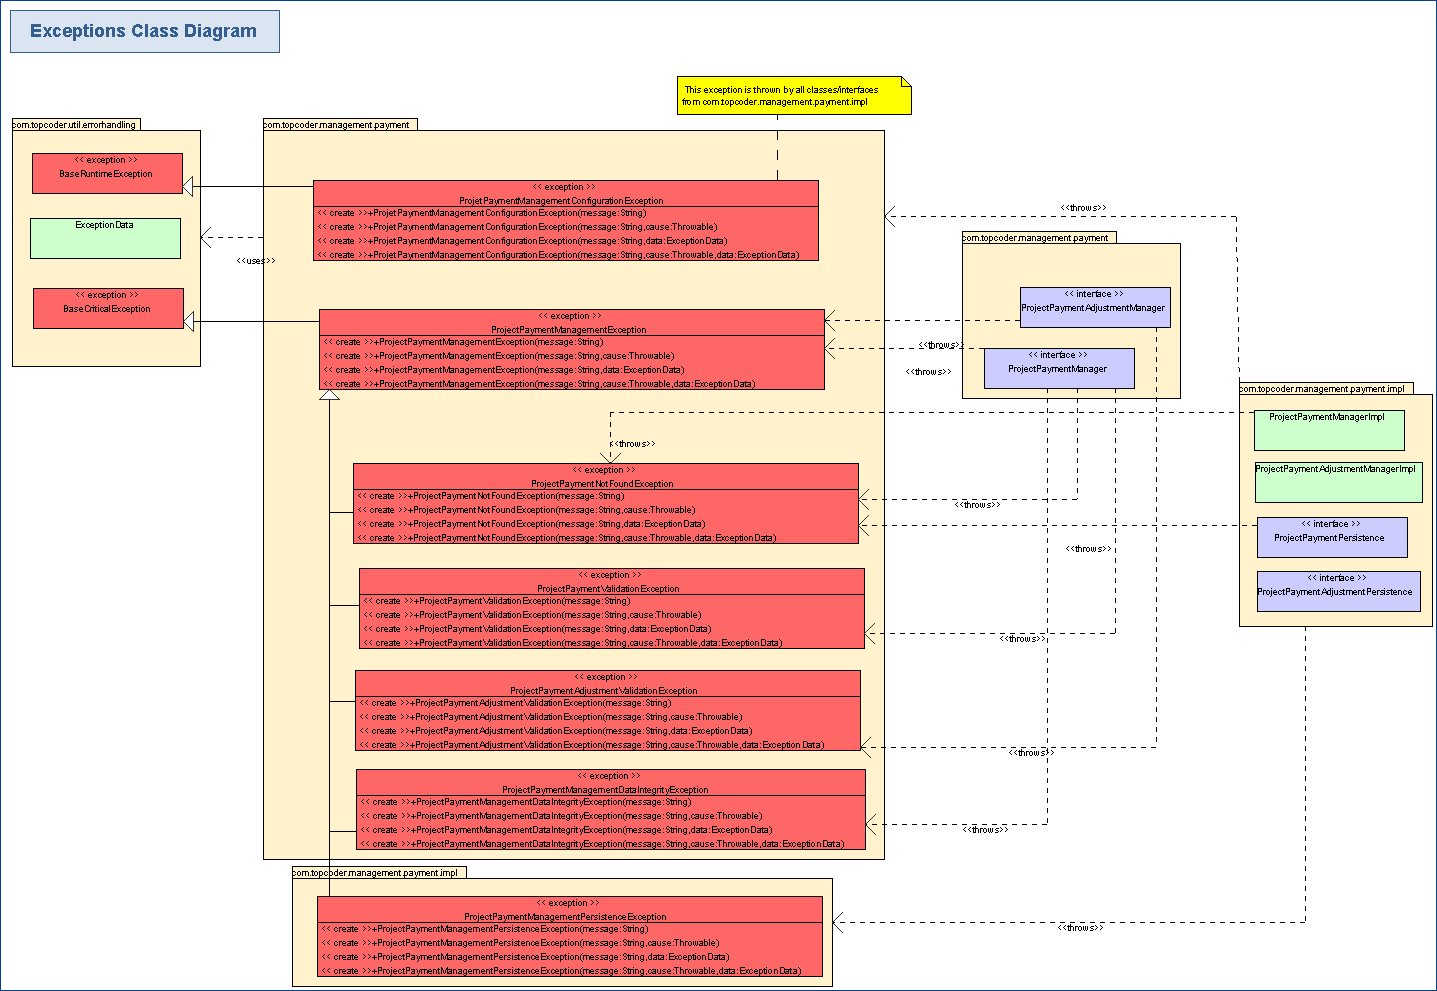 Exceptions Class Diagram
This exception is thrown by all classes/interfaces
from com.topcoder.management.payment.impl
com.topcoder.util.errorhandling
<< exception >>
BaseRuntimeException
ExceptionData
<< exception >>
BaseCriticalException
<<uses>>
com.topcoder.management.payment
<< exception >>
ProjetPaymentManagementConfigurationException
<< create >>+ProjetPaymentManagementConfigurationException(message:String)
<< create >>+ProjetPaymentManagementConfigurationException(message:String,cause:Throwable)
<< create >>+ProjetPaymentManagementConfigurationException(message:String,data:ExceptionData)
<< create >>+ProjetPaymentManagementConfigurationException(message:String,cause:Throwable,data:ExceptionData)
<< exception >>
ProjectPaymentManagementException
<< create >>+ProjectPaymentManagementException(message:String)
<< create >>+ProjectPaymentManagementException(message:String,cause:Throwable)
<< create >>+ProjectPaymentManagementException(message:String,data:ExceptionData)
<< create >>+ProjectPaymentManagementException(message:String,cause:Throwable,data:ExceptionData)
<<throws>>
<< exception >>
ProjectPaymentNotFoundException
<< create >>+ProjectPaymentNotFoundException(message:String)
<< create >>+ProjectPaymentNotFoundException(message:String,cause:Throwable)
<< create >>+ProjectPaymentNotFoundException(message:String,data:ExceptionData)
<< create >>+ProjectPaymentNotFoundException(message:String,cause:Throwable,data:ExceptionData)
<< exception >>
ProjectPaymentValidationException
<< create >>+ProjectPaymentValidationException(message:String)
<< create >>+ProjectPaymentValidationException(message:String,cause:Throwable)
<< create >>+ProjectPaymentValidationException(message:String,data:ExceptionData)
<< create >>+ProjectPaymentValidationException(message:String,cause:Throwable,data:ExceptionData)
<< exception >>
ProjectPaymentAdjustmentValidationException
<< create >>+ProjectPaymentAdjustmentValidationException(message:String)
<< create >>+ProjectPaymentAdjustmentValidationException(message:String,cause:Throwable)
<< create >>+ProjectPaymentAdjustmentValidationException(message:String,data:ExceptionData)
<< create >>+ProjectPaymentAdjustmentValidationException(message:String,cause:Throwable,data:ExceptionData)
<< exception >>
ProjectPaymentManagementDataIntegrityException
<< create >>+ProjectPaymentManagementDataIntegrityException(message:String)
<< create >>+ProjectPaymentManagementDataIntegrityException(message:String,cause:Throwable)
<< create >>+ProjectPaymentManagementDataIntegrityException(message:String,data:ExceptionData)
<< create >>+ProjectPaymentManagementDataIntegrityException(message:String,cause:Throwable,data:ExceptionData)
com.topcoder.management.payment.impl
<< exception >>
ProjectPaymentManagementPersistenceException
<< create >>+ProjectPaymentManagementPersistenceException(message:String)
<< create >>+ProjectPaymentManagementPersistenceException(message:String,cause:Throwable)
<< create >>+ProjectPaymentManagementPersistenceException(message:String,data:ExceptionData)
<< create >>+ProjectPaymentManagementPersistenceException(message:String,cause:Throwable,data:ExceptionData)
<<throws>>
com.topcoder.management.payment
<< interface >>
ProjectPaymentAdjustmentManager
<<throws>>
<< interface >>
ProjectPaymentManager
<<throws>>
<<throws>>
<<throws>>
<<throws>>
<<throws>>
<<throws>>
<<throws>>
com.topcoder.management.payment.impl
ProjectPaymentManagerImpl
ProjectPaymentAdjustmentManagerImpl
<< interface >>
ProjectPaymentPersistence
<< interface >>
ProjectPaymentAdjustmentPersistence